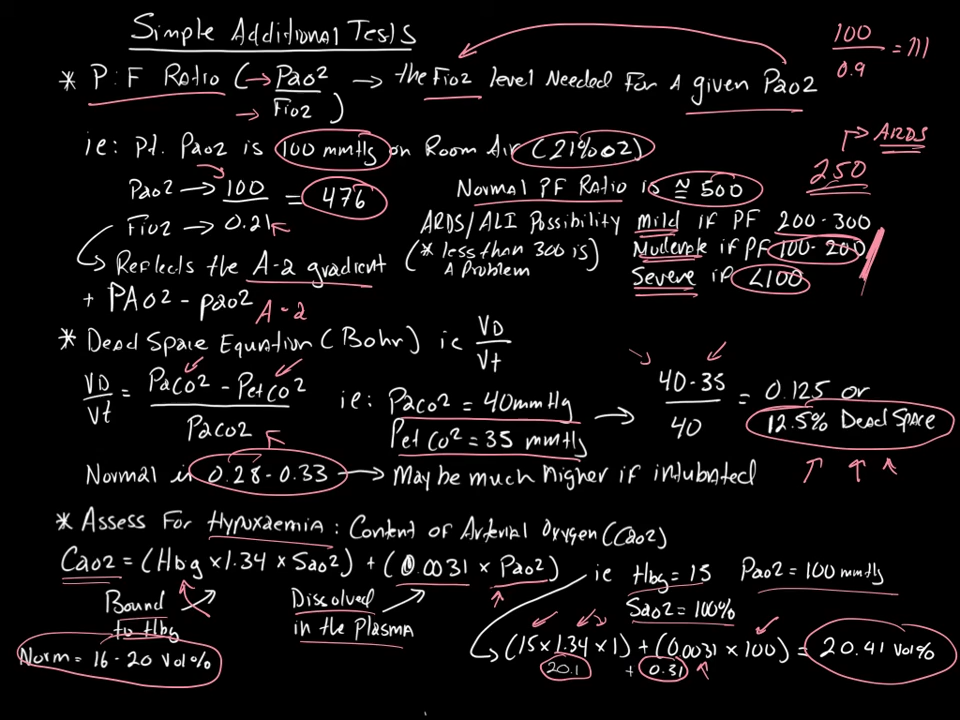 Simple Additional Tests
100
0.9 = 111
* P:F Ratio ( → PaO2 → the FiO2 level Needed For A given PaO2
→ FiO2 )
ie: Pt. PaO2 is 100 mmHg on Room Air (21% O2)
→ ARDS
250
PaO2 → 100 = 476
FiO2 → 0.21
Normal PF Ratio is ≅ 500
ARDS/ALI Possibility Mild if PF 200-300
(* less than 300 is A Problem) Moderate if PF 100-200
Severe if <100
→ Reflects the A-a gradient
+ PAO2 - paO2 A-a
* Dead Space Equation (Bohr) ie VD
Vt
VD = PaCO2 - PetCO2
Vt PaCO2
ie: PaCO2 = 40mmHg
Pet CO2 = 35 mmHg
→ 40-35 = 0.125 or
40 12.5% Dead Space
Normal is 0.28-0.33 → May be much higher if intubated
* Assess For Hypoxaemia: Content of Arterial Oxygen (CaO2)
CaO2 = (Hbg x 1.34 x SaO2) + (0.0031 x PaO2)
ie Hbg = 15 PaO2 = 100 mmHg
SaO2 = 100%
Bound to Hbg
Dissolved in the Plasma
(15 x 1.34 x 1) + (0.0031 x 100) = 20.41 Vol%
20.1 + 0.31
Norm = 16-20 Vol%